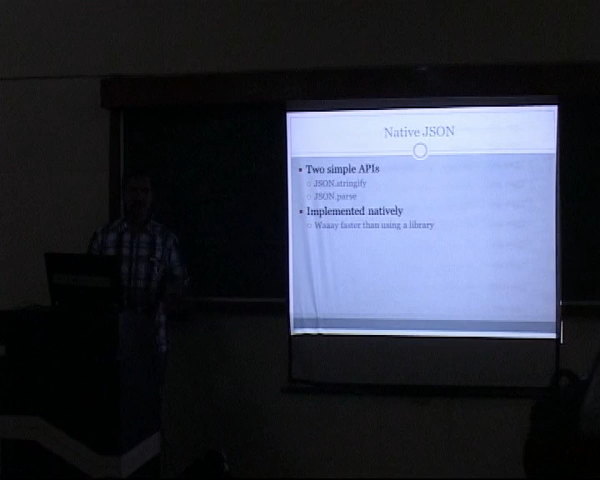 Native JSON
• Two simple APIs
○ JSON.stringify
○ JSON.parse
• Implemented natively
○ Waaay faster than using a library